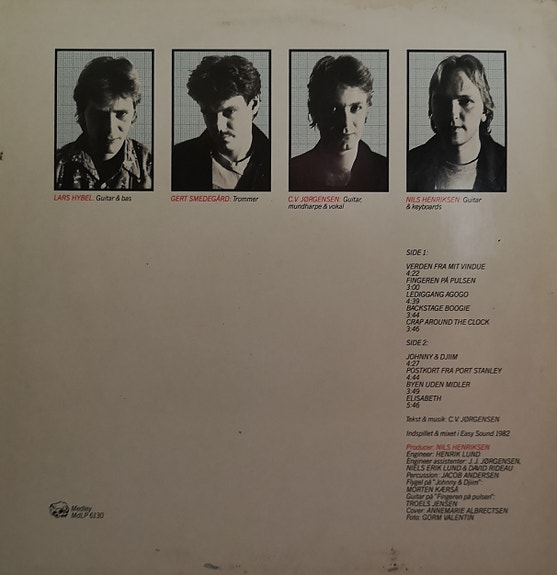 LARS HYBEL: Guitar & bas
GERT SMEDEGÅRD: Trommer
C.V. JØRGENSEN: Guitar,
mundharpe & vokal
NILS HENRIKSEN: Guitar
& keyboards
SIDE 1:
VERDEN FRA MIT VINDUE
4:22
FINGEREN PÅ PULSEN
3:00
LEDIGGANG AGOGO
4:39
BACKSTAGE BOOGIE
3:44
CRAP AROUND THE CLOCK
3:46
SIDE 2:
JOHNNY & DJIIM
4:27
POSTKORT FRA PORT STANLEY
4:44
BYEN UDEN MIDLER
3:49
ELISABETH
5:46
Tekst & musik: C.V. JØRGENSEN
Indspillet & mixet i Easy Sound 1982
Producer: NILS HENRIKSEN
Engineer: HENRIK LUND
Engineer assistenter: J.J. JØRGENSEN,
NIELS ERIK LUND & DAVID RIDEAU
Percussion: JACOB ANDERSEN
Flygel på "Johnny & Djiim":
MORTEN KÆRSÅ
Guitar på "Fingeren på pulsen":
TROELS JENSEN
Cover: ANNEMARIE ALBRECTSEN
Foto: GORM VALENTIN
Medley
MdLP 6130